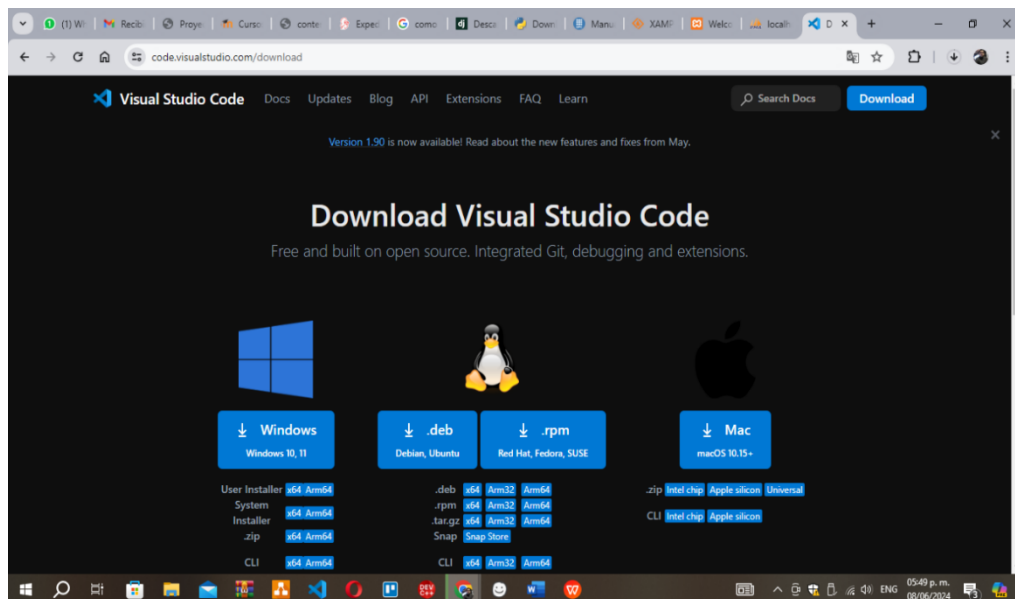 (1) W
Recib
Proye
Curso
conte
Exped
como
dj
Desca
Down
Manu
XAMF
Welco
localh
D
code.visualstudio.com/download
Visual Studio Code
Docs
Updates
Blog
API
Extensions
FAQ
Learn
Search Docs
Download
Version 1.90 is now available! Read about the new features and fixes from May.
Download Visual Studio Code
Free and built on open source. Integrated Git, debugging and extensions.
Windows
Windows 10, 11
User Installer x64 Arm64
System
Installer x64 Arm64
.zip x64 Arm64
CLI x64 Arm64
.deb
Debian, Ubuntu
.rpm
Red Hat, Fedora, SUSE
.deb x64 Arm32 Arm64
.rpm x64 Arm32 Arm64
.tar.gz x64 Arm32 Arm64
Snap Snap Store
CLI x64 Arm32 Arm64
Mac
macOS 10.15+
.zip Intel chip Apple silicon Universal
CLI Intel chip Apple silicon
ENG
05:49 p. m.
08/06/2024